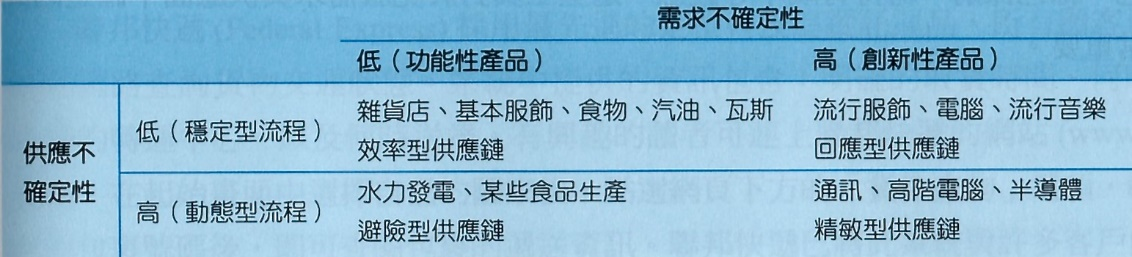 需求不確定性
低（功能性產品）	高（創新性產品）
供應不確定性	低（穩定型流程）	雜貨店、基本服飾、食物、汽油、瓦斯	流行服飾、電腦、流行音樂
效率型供應鏈	回應型供應鏈
高（動態型流程）	水力發電、某些食品生產	通訊、高階電腦、半導體
避險型供應鏈	精敏型供應鏈